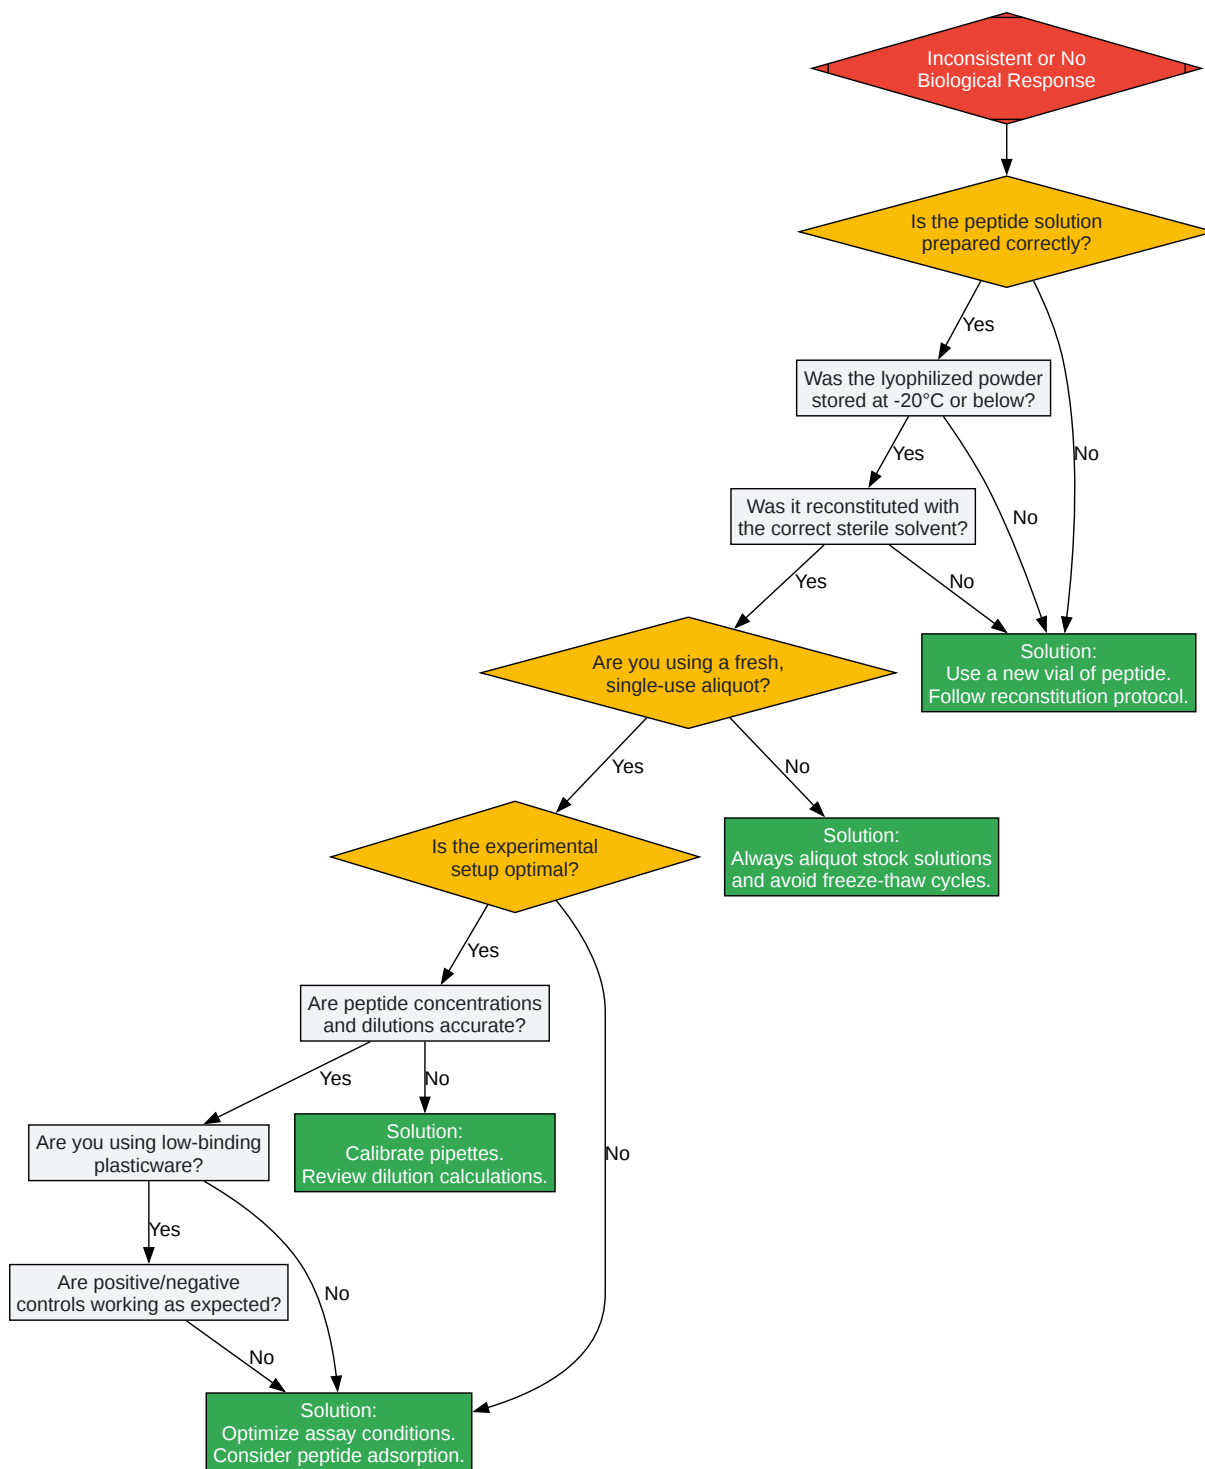 Inconsistent or No
Biological Response
Is the peptide solution
prepared correctly?
Yes
Was the lyophilized powder
stored at -20°C or below?
No
Yes
Was it reconstituted with
the correct sterile solvent?
No
Yes
No
Solution:
Use a new vial of peptide.
Follow reconstitution protocol.
Are you using a fresh,
single-use aliquot?
Yes
No
Solution:
Always aliquot stock solutions
and avoid freeze-thaw cycles.
Is the experimental
setup optimal?
Yes
Are peptide concentrations
and dilutions accurate?
Yes
No
Solution:
Calibrate pipettes.
Review dilution calculations.
No
Are you using low-binding
plasticware?
Yes
No
Are positive/negative
controls working as expected?
No
Solution:
Optimize assay conditions.
Consider peptide adsorption.